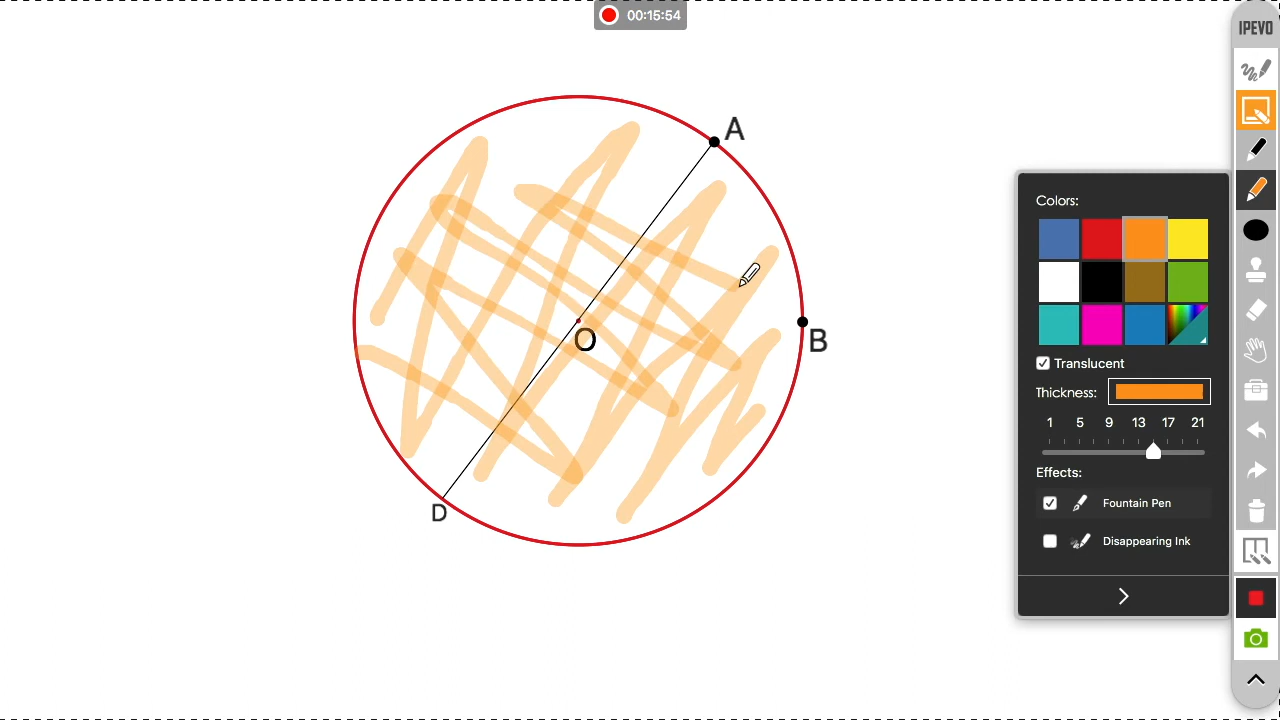 00:15:54
IPEVO
A
B
O
D
Colors:
Translucent
Thickness:
1 5 9 13 17 21
Effects:
Fountain Pen
Disappearing Ink